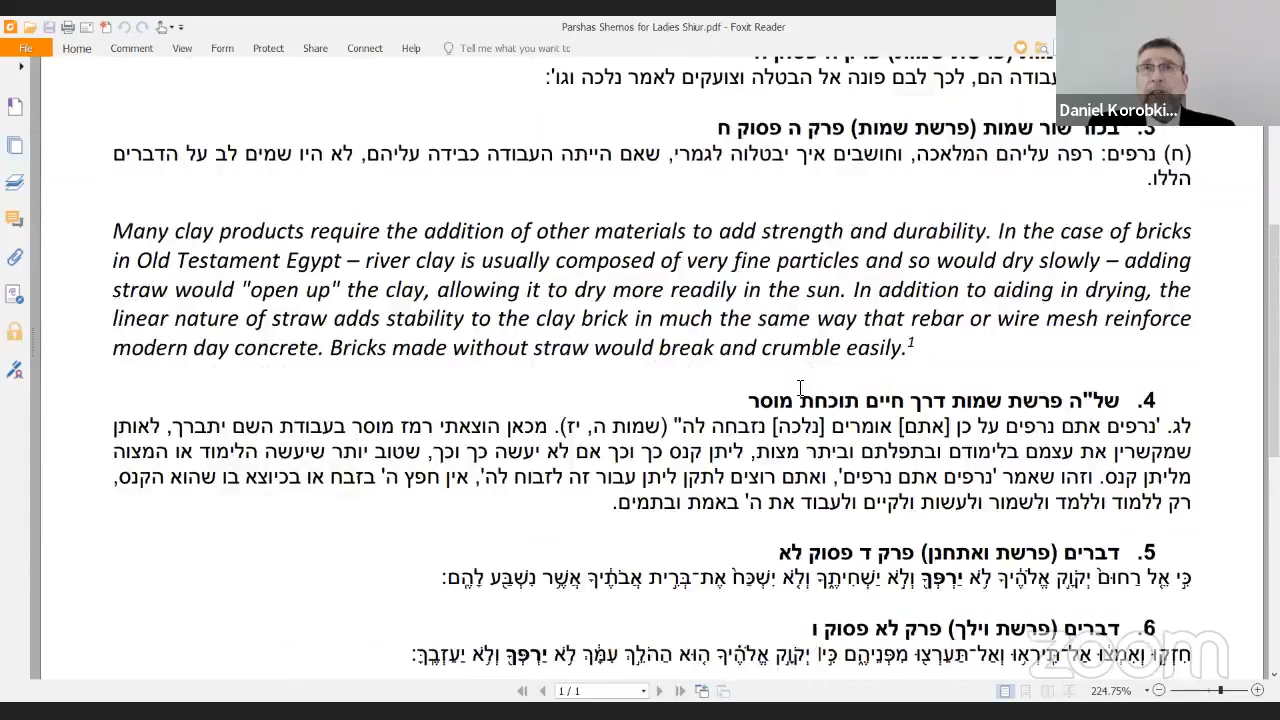 Parshas Shemos for Ladies Shiur.pdf - Foxit Reader
File Home Comment View Form Protect Share Connect Help Tell me what you want to do
Daniel Korobki...
עבודה הם, לכך לבם פונה אל הבטלה וצועקים לאמר נלכה וגו':
3. בכור שור שמות (פרשת שמות) פרק ה פסוק ח
(ח) נרפים: רפה עליהם המלאכה, וחושבים איך יבטלוה לגמרי, שאם הייתה העבודה כבידה עליהם, לא היו שמים לב על הדברים
הללו.
Many clay products require the addition of other materials to add strength and durability. In the case of bricks
in Old Testament Egypt – river clay is usually composed of very fine particles and so would dry slowly – adding
straw would "open up" the clay, allowing it to dry more readily in the sun. In addition to aiding in drying, the
linear nature of straw adds stability to the clay brick in much the same way that rebar or wire mesh reinforce
modern day concrete. Bricks made without straw would break and crumble easily.1
4. של"ה פרשת שמות דרך חיים תוכחת מוסר
לג. 'נרפים אתם נרפים על כן [אתם] אומרים [נלכה] נזבחה לה'' (שמות ה, יז). מכאן הוצאתי רמז מוסר בעבודת השם יתברך, לאותן
שמקשרין את עצמם בלימודם ובתפלתם וביתר מצות, ליתן קנס כך וכך אם לא יעשה כך וכך, שטוב יותר שיעשה הלימוד או המצוה
מליתן קנס. וזהו שאמר 'נרפים אתם נרפים', ואתם רוצים לתקן ליתן עבור זה לזבוח לה', אין חפץ ה' בזבח או בכיוצא בו שהוא הקנס,
רק ללמוד וללמד ולשמור ולעשות ולקיים ולעבוד את ה' באמת ובתמים.
5. דברים (פרשת ואתחנן) פרק ד פסוק לא
כִּ֣י אֵ֤ל רַחוּם֙ יְקֹוָ֣ק אֱלֹהֶ֔יךָ לֹ֥א יַרְפְּךָ֖ וְלֹ֣א יַשְׁחִיתֶ֑ךָ וְלֹ֤א יִשְׁכַּח֙ אֶת־בְּרִ֣ית אֲבֹתֶ֔יךָ אֲשֶׁ֥ר נִשְׁבַּ֖ע לָהֶֽם:
6. דברים (פרשת וילך) פרק לא פסוק ו
חִזְק֣וּ וְאִמְצ֔וּ אַל־תִּֽירְא֥וּ וְאַל־תַּעַרְצ֖וּ מִפְּנֵיהֶ֑ם כִּ֣י׀ יְקֹוָ֣ק אֱלֹהֶ֗יךָ ה֚וּא הַהֹלֵ֣ךְ עִמָּ֔ךְ לֹ֥א יַרְפְּךָ֖ וְלֹ֥א יַעַזְבֶֽךָּ:
zoom
1 / 1 224.75%